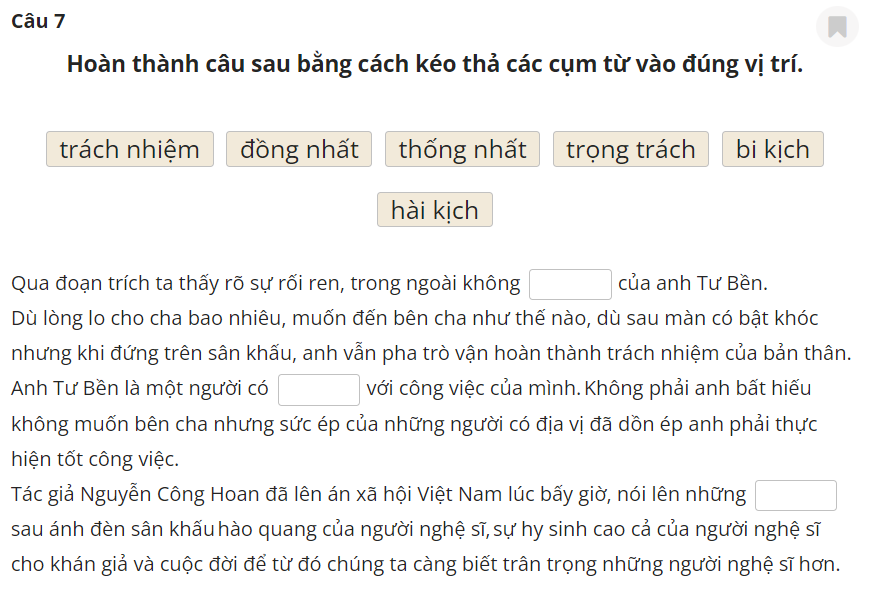 Câu 7
Hoàn thành câu sau bằng cách kéo thả các cụm từ vào đúng vị trí.
trách nhiệm đồng nhất thống nhất trọng trách bi kịch
hài kịch
Qua đoạn trích ta thấy rõ sự rối ren, trong ngoài không của anh Tư Bền.
Dù lòng lo cho cha bao nhiêu, muốn đến bên cha như thế nào, dù sau màn có bật khóc
nhưng khi đứng trên sân khấu, anh vẫn pha trò vận hoàn thành trách nhiệm của bản thân.
Anh Tư Bền là một người có với công việc của mình. Không phải anh bất hiếu
không muốn bên cha nhưng sức ép của những người có địa vị đã dồn ép anh phải thực
hiện tốt công việc.
Tác giả Nguyễn Công Hoan đã lên án xã hội Việt Nam lúc bấy giờ, nói lên những
sau ánh đèn sân khấu hào quang của người nghệ sĩ, sự hy sinh cao cả của người nghệ sĩ
cho khán giả và cuộc đời để từ đó chúng ta càng biết trân trọng những người nghệ sĩ hơn.